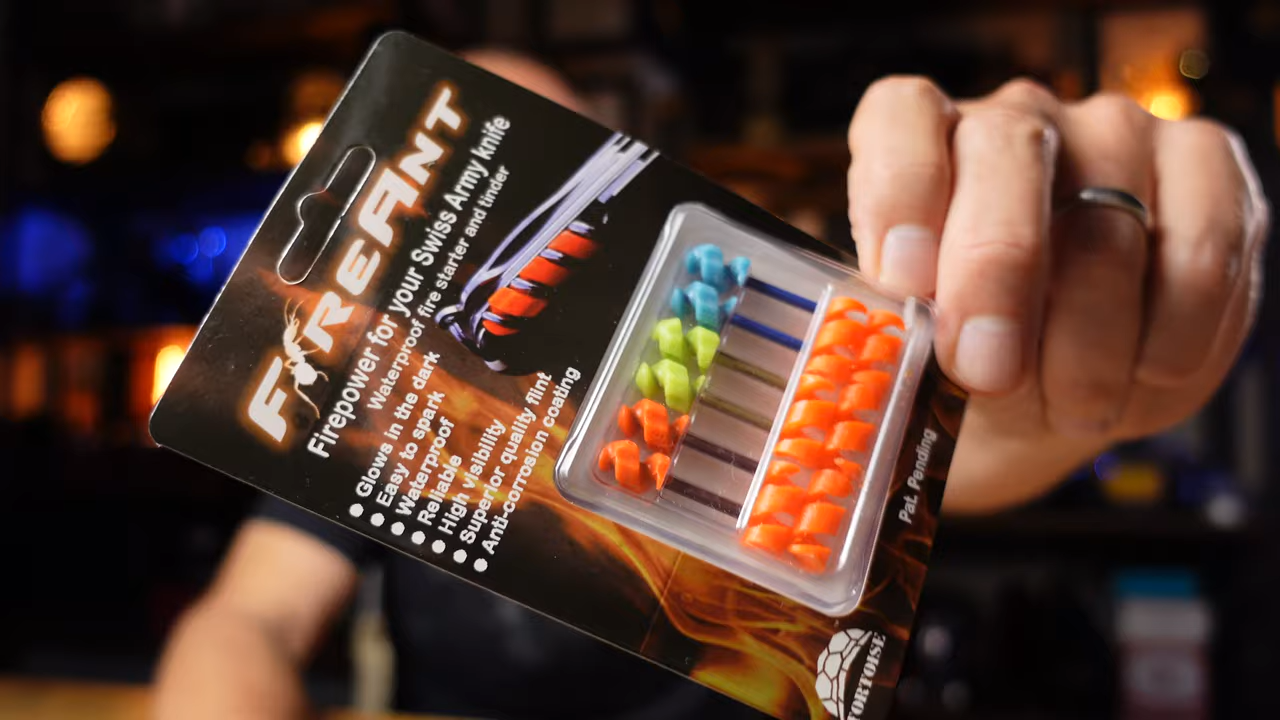 FIREANT
Firepower for your Swiss Army knife
Waterproof fire starter and tinder
Glows in the dark
Easy to spark
Waterproof
Reliable
High visibility
Superior quality flint
Anti-corrosion coating
Pat. Pending
TORTOISE